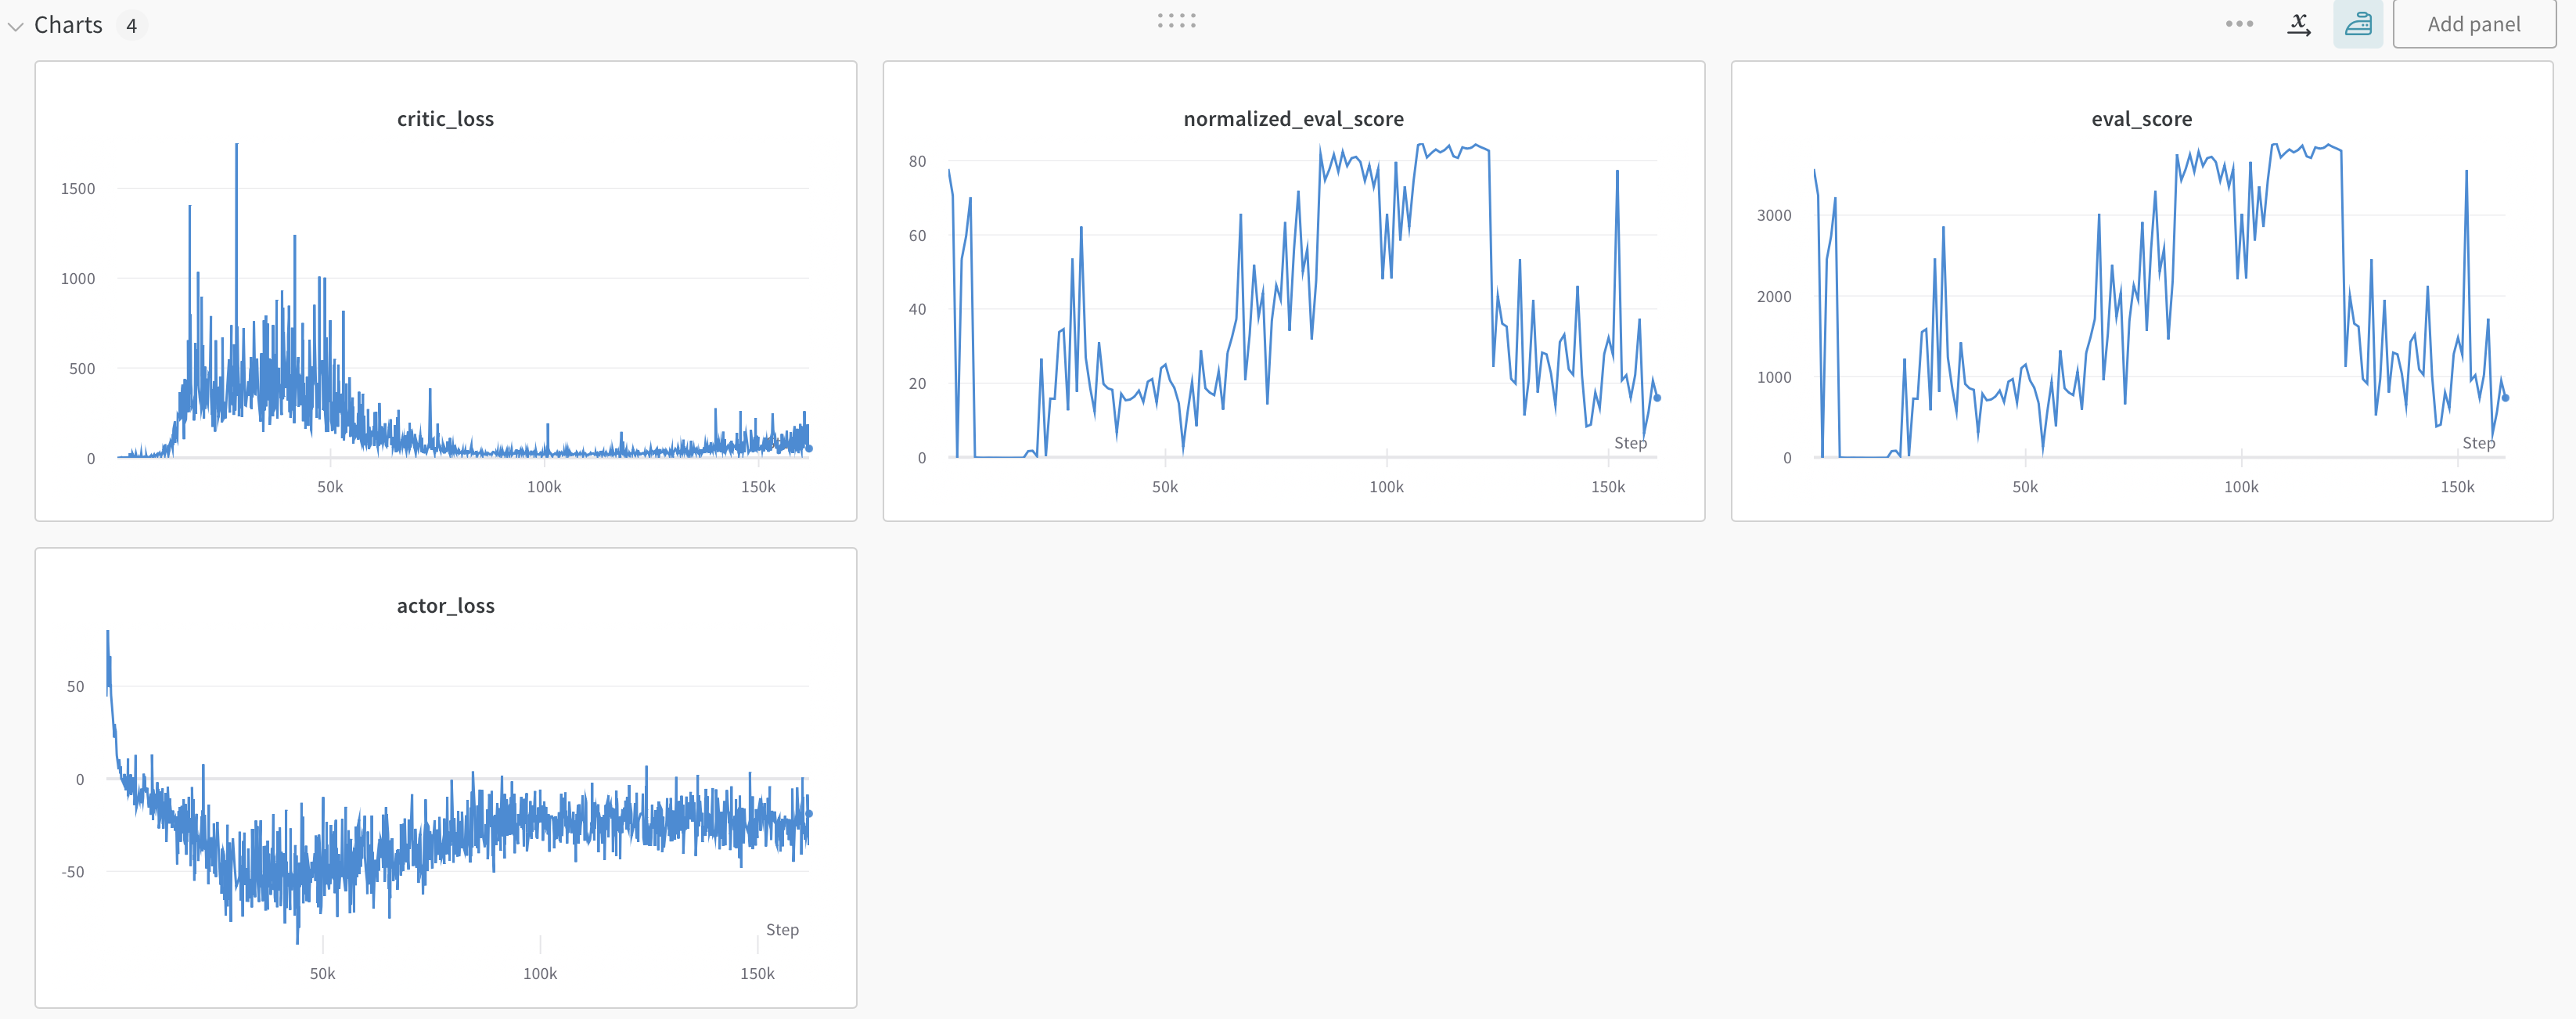 Charts 4
x
Add panel
critic_loss
1500
1000
500
0
50k 100k 150k
normalized_eval_score
80
60
40
20
0
Step
50k 100k 150k
eval_score
3000
2000
1000
0
Step
50k 100k 150k
actor_loss
50
0
-50
Step
50k 100k 150k